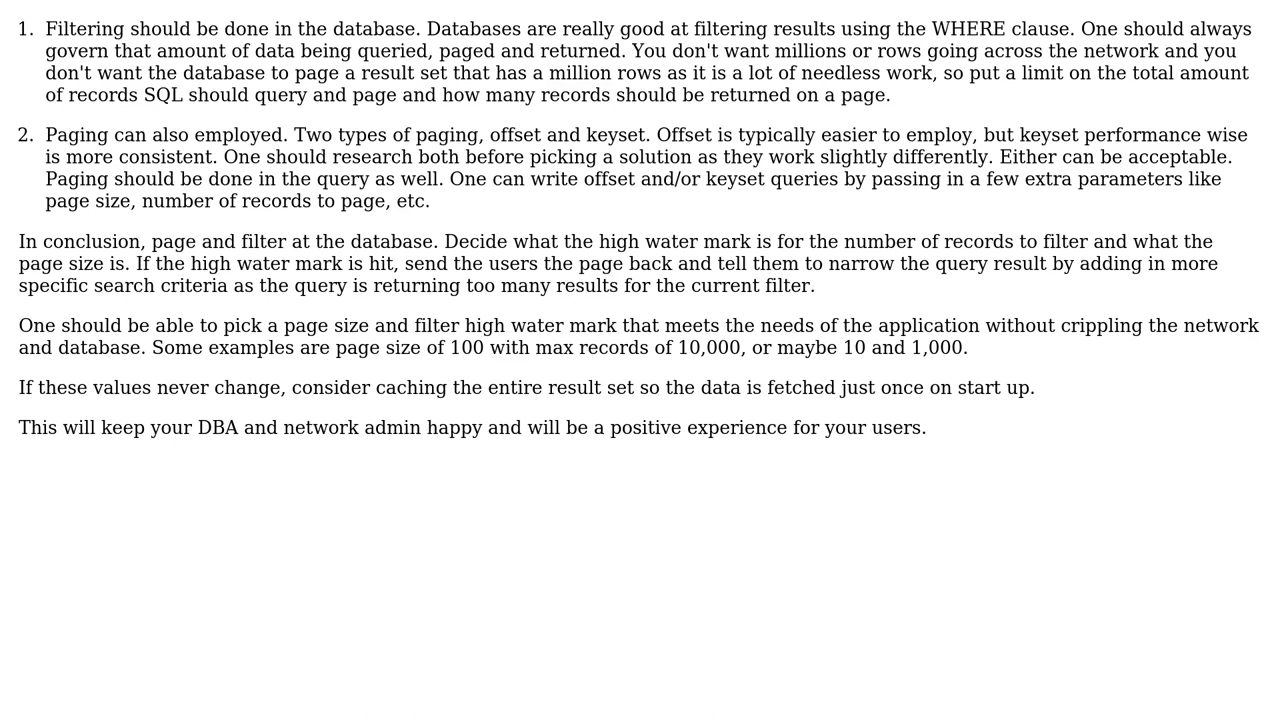 1. Filtering should be done in the database. Databases are really good at filtering results using the WHERE clause. One should always
govern that amount of data being queried, paged and returned. You don't want millions or rows going across the network and you
don't want the database to page a result set that has a million rows as it is a lot of needless work, so put a limit on the total amount
of records SQL should query and page and how many records should be returned on a page.
2. Paging can also employed. Two types of paging, offset and keyset. Offset is typically easier to employ, but keyset performance wise
is more consistent. One should research both before picking a solution as they work slightly differently. Either can be acceptable.
Paging should be done in the query as well. One can write offset and/or keyset queries by passing in a few extra parameters like
page size, number of records to page, etc.
In conclusion, page and filter at the database. Decide what the high water mark is for the number of records to filter and what the
page size is. If the high water mark is hit, send the users the page back and tell them to narrow the query result by adding in more
specific search criteria as the query is returning too many results for the current filter.
One should be able to pick a page size and filter high water mark that meets the needs of the application without crippling the network
and database. Some examples are page size of 100 with max records of 10,000, or maybe 10 and 1,000.
If these values never change, consider caching the entire result set so the data is fetched just once on start up.
This will keep your DBA and network admin happy and will be a positive experience for your users.